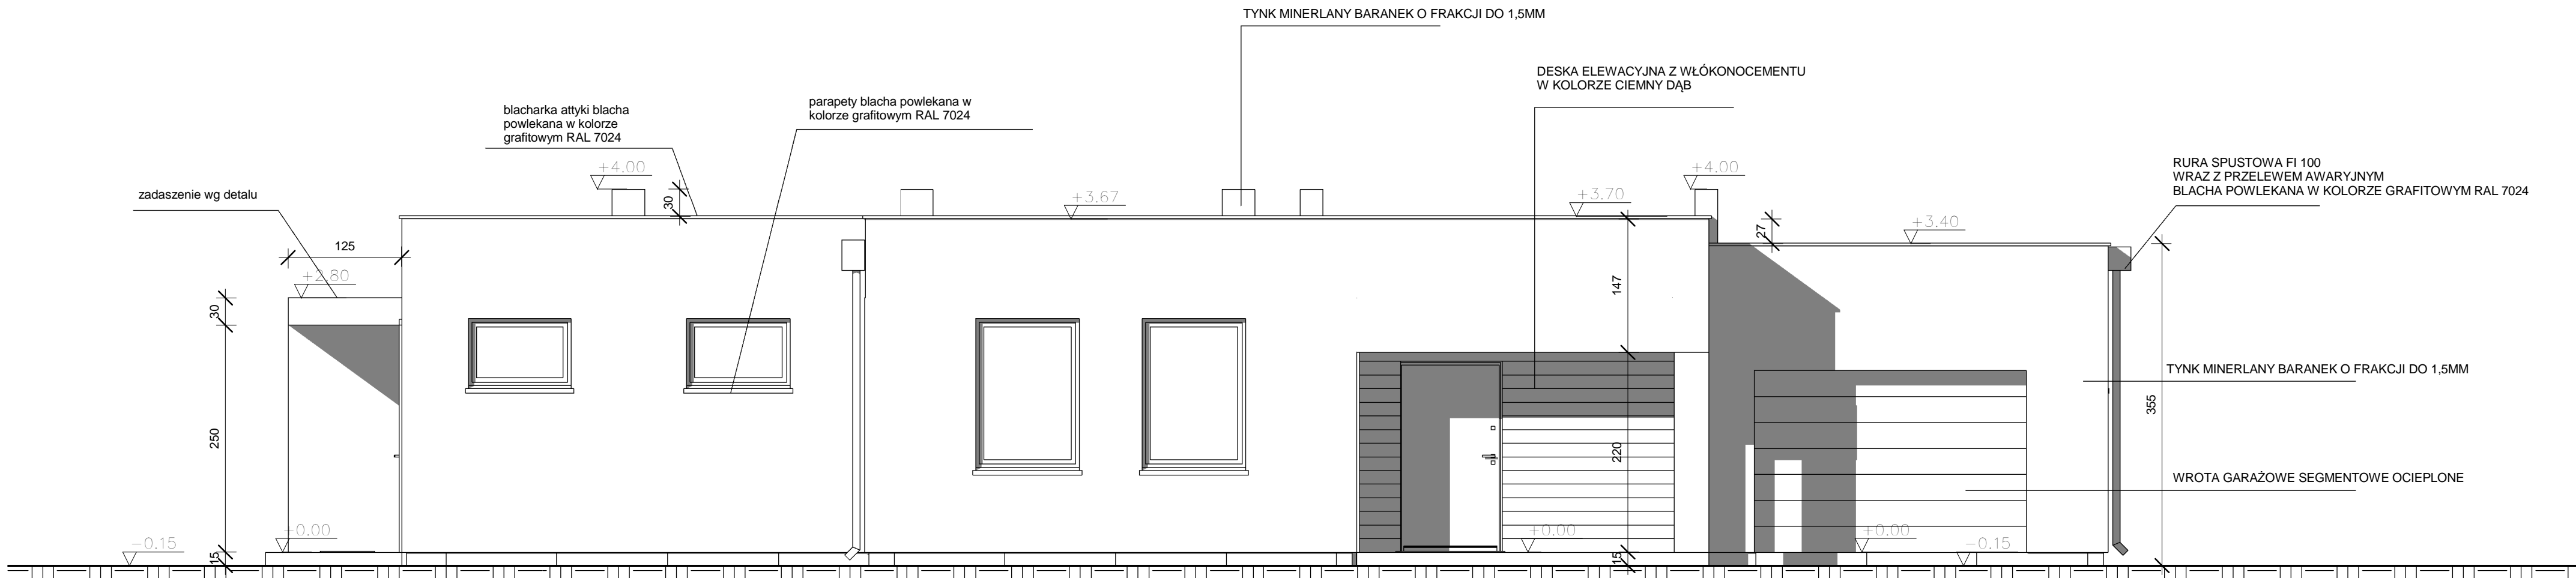 TYNK MINERLANY BARANEK O FRAKCJI DO 1,5MM
DESKA ELEWACYJNA Z WŁÓKONOCEMENTU
W KOLORZE CIEMNY DĄB
blacharka attyki blacha
powlekana w kolorze
grafitowym RAL 7024
parapety blacha powlekana w
kolorze grafitowym RAL 7024
zadaszenie wg detalu
RURA SPUSTOWA FI 100
WRAZ Z PRZELEWEM AWARYJNYM
BLACHA POWLEKANA W KOLORZE GRAFITOWYM RAL 7024
+4.00
30
+3.67
+3.70
+4.00
27
+3.40
125
+2.80
30
147
250
220
355
TYNK MINERLANY BARANEK O FRAKCJI DO 1,5MM
WROTA GARAŻOWE SEGMENTOWE OCIEPLONE
-0.15
+0.00
15
+0.00
15
+0.00
-0.15